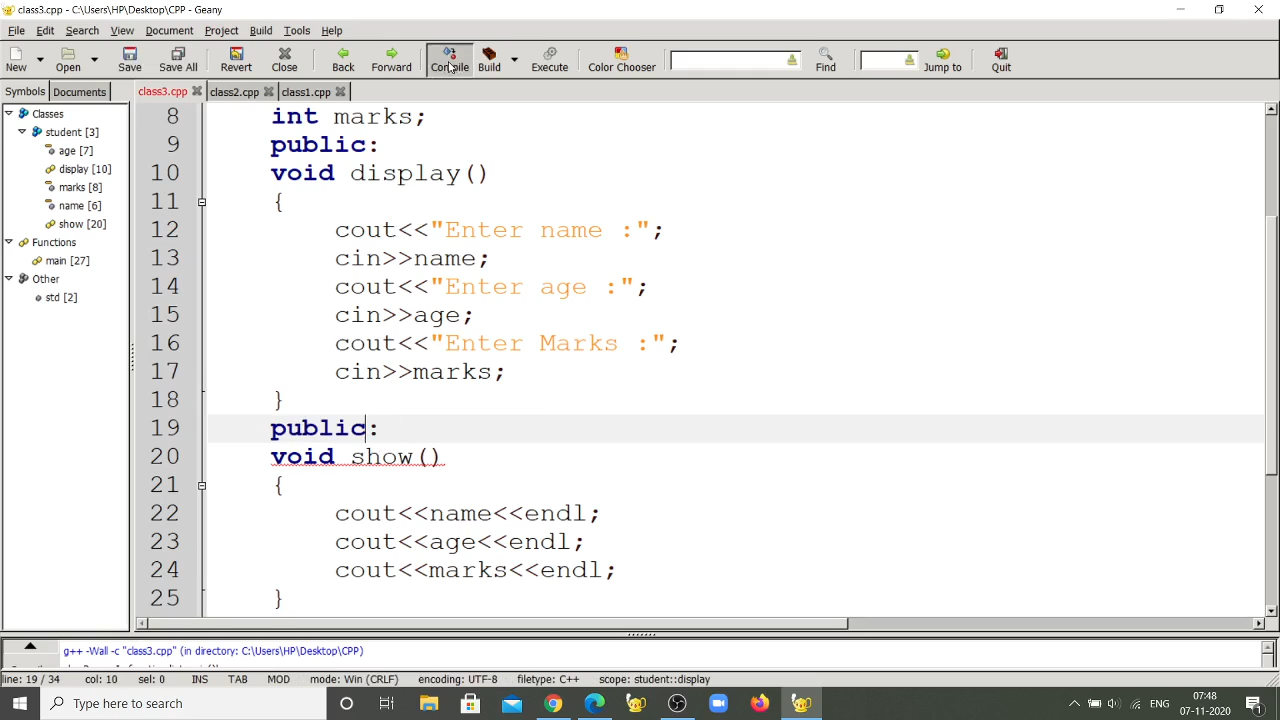 class3.cpp - C:\Users\HP\Desktop\CPP - Geany
File Edit Search View Document Project Build Tools Help
New Open Save Save All Revert Close Back Forward Compile Build Execute Color Chooser Find Jump to Quit
Symbols Documents class3.cpp class2.cpp class1.cpp
Classes
student [3]
age [7]
display [10]
marks [8]
name [6]
show [20]
Functions
main [27]
Other
std [2]
8 int marks;
9 public:
10 void display()
11 {
12 cout<<"Enter name :";
13 cin>>name;
14 cout<<"Enter age :";
15 cin>>age;
16 cout<<"Enter Marks :";
17 cin>>marks;
18 }
19 public:
20 void show()
21 {
22 cout<<name<<endl;
23 cout<<age<<endl;
24 cout<<marks<<endl;
25 }
g++ -Wall -c "class3.cpp" (in directory: C:\Users\HP\Desktop\CPP)
line: 19 / 34 col: 10 sel: 0 INS TAB MOD mode: Win (CRLF) encoding: UTF-8 filetype: C++ scope: student::display
Type here to search
ENG
07:48
07-11-2020
1